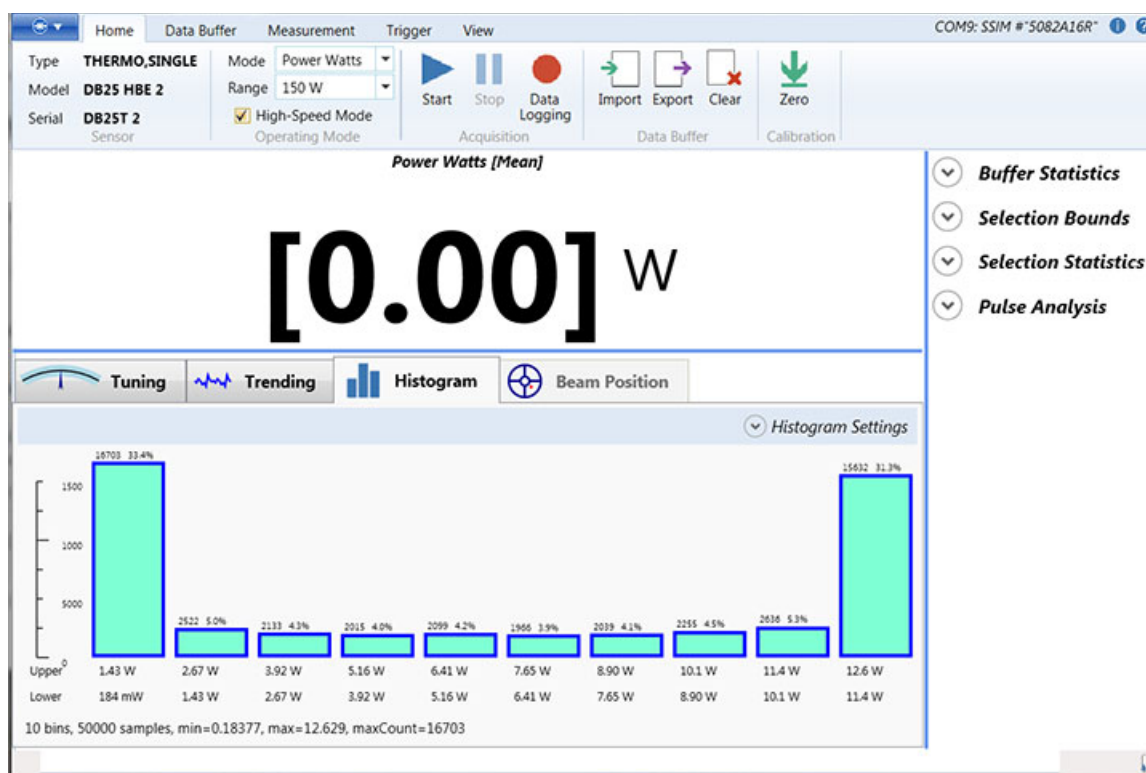 Home Data Buffer Measurement Trigger View COM9: SSIM #"5082A16R"
Type THERMO,SINGLE Mode Power Watts
Model DB25 HBE 2 Range 150 W
Serial DB25T 2 High-Speed Mode
Start Stop Data Logging Import Export Clear Zero
Sensor Operating Mode Acquisition Data Buffer Calibration
Power Watts [Mean]
[0.00] W
Buffer Statistics
Selection Bounds
Selection Statistics
Pulse Analysis
Tuning Trending Histogram Beam Position
Histogram Settings
16703 33.4% 2522 5.0% 2133 4.3% 2015 4.0% 2099 4.2% 1966 3.9% 2039 4.1% 2255 4.5% 2636 5.3% 15632 31.3%
1500
1000
5000
0
Upper 1.43 W 2.67 W 3.92 W 5.16 W 6.41 W 7.65 W 8.90 W 10.1 W 11.4 W 12.6 W
Lower 184 mW 1.43 W 2.67 W 3.92 W 5.16 W 6.41 W 7.65 W 8.90 W 10.1 W 11.4 W
10 bins, 50000 samples, min=0.18377, max=12.629, maxCount=16703